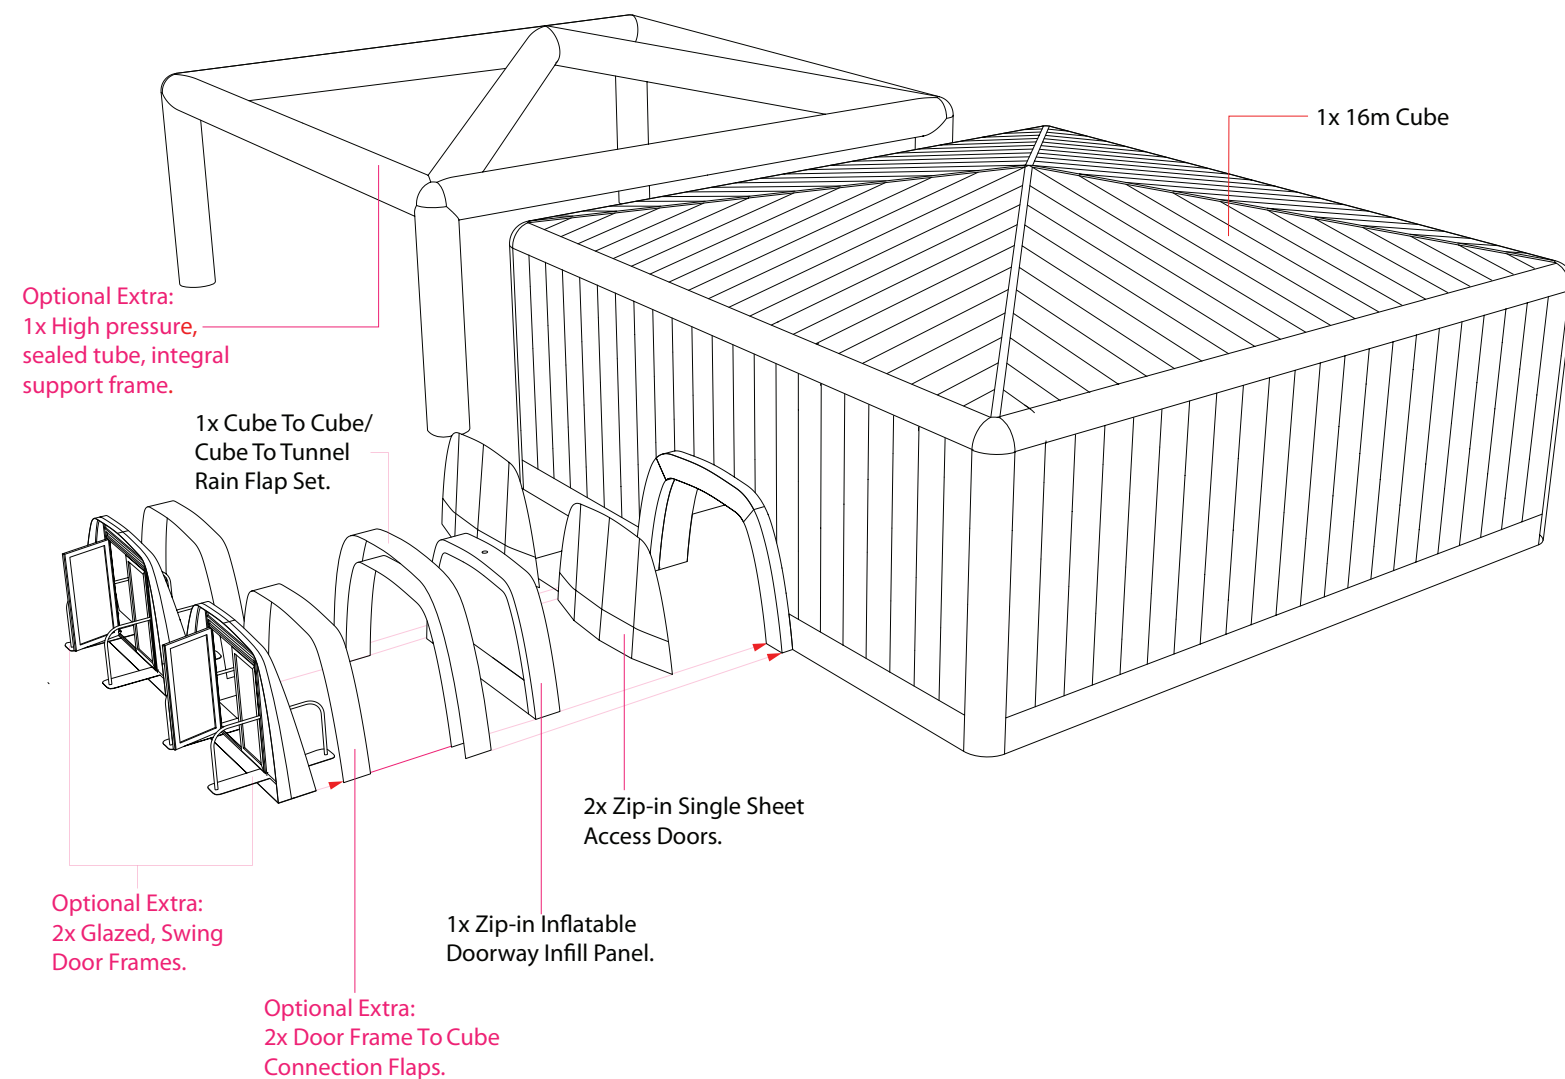 1x 16m Cube
Optional Extra:
1x High pressure,
sealed tube, integral
support frame.
1x Cube To Cube/
Cube To Tunnel
Rain Flap Set.
2x Zip-in Single Sheet
Access Doors.
Optional Extra:
2x Glazed, Swing
Door Frames.
1x Zip-in Inflatable
Doorway Infill Panel.
Optional Extra:
2x Door Frame To Cube
Connection Flaps.